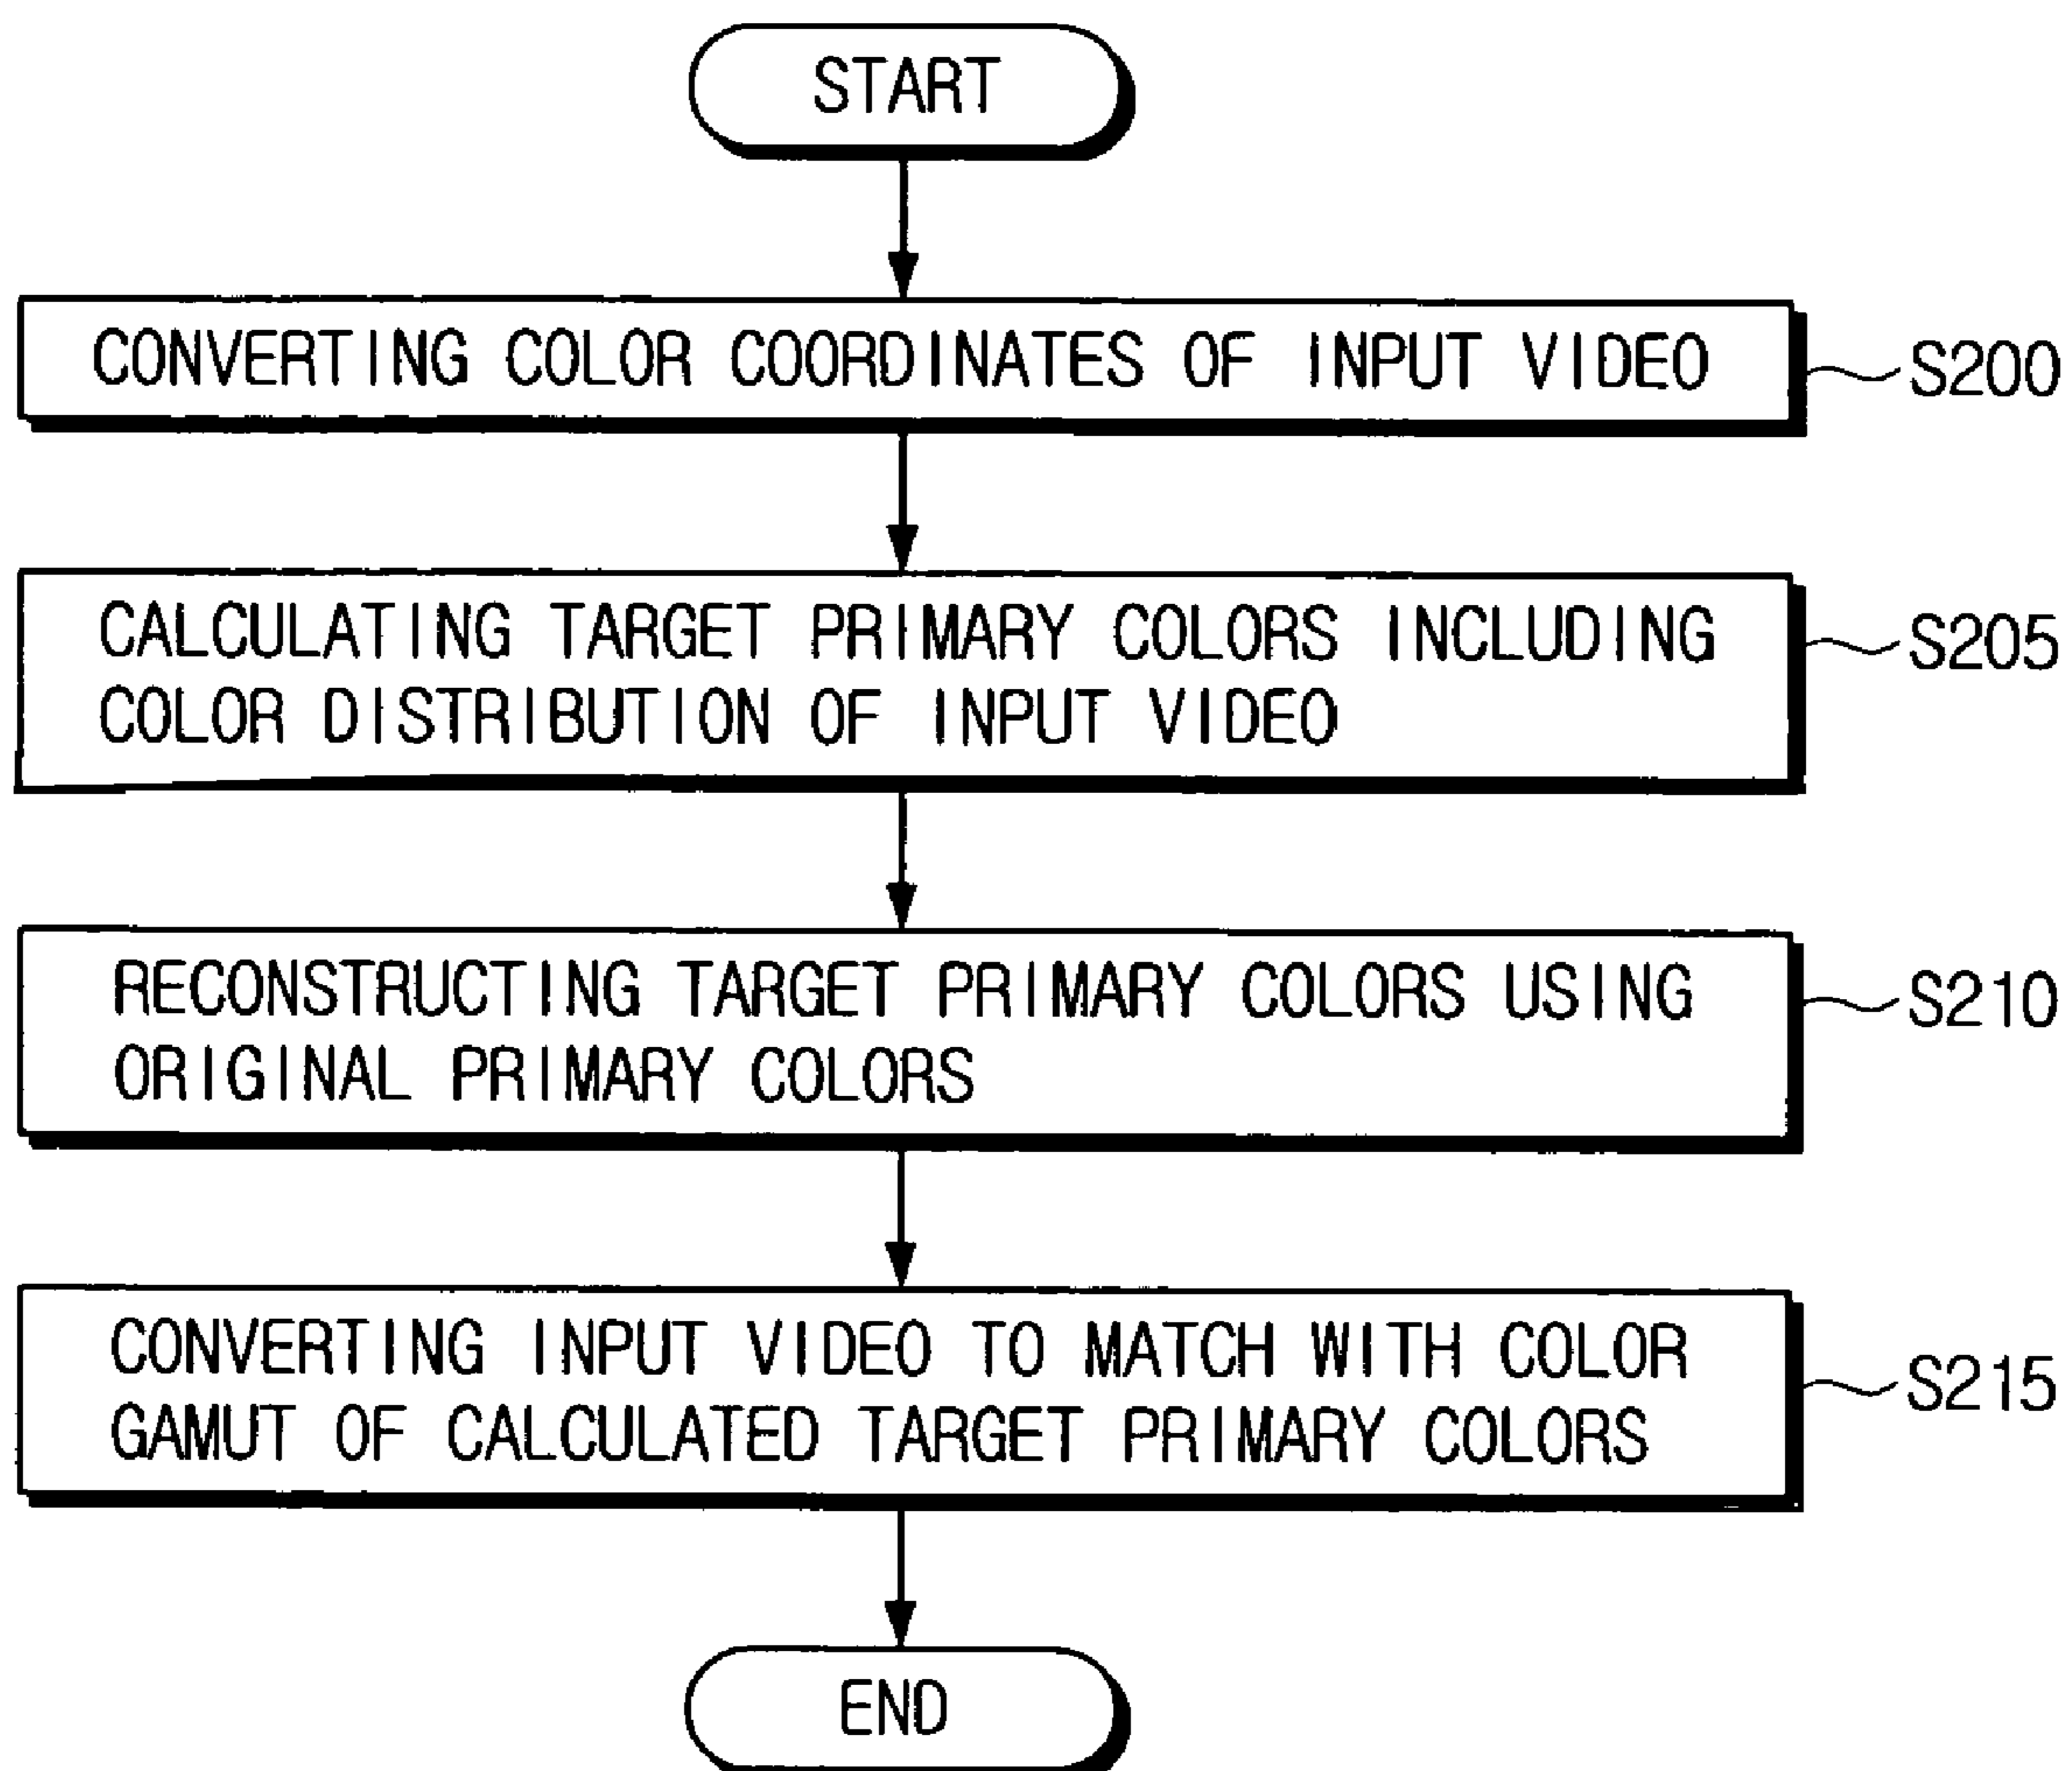 START
CONVERTING COLOR COORDINATES OF INPUT VIDEO
S200
CALCULATING TARGET PRIMARY COLORS INCLUDING
COLOR DISTRIBUTION OF INPUT VIDEO
S205
RECONSTRUCTING TARGET PRIMARY COLORS USING
ORIGINAL PRIMARY COLORS
S210
CONVERTING INPUT VIDEO TO MATCH WITH COLOR
GAMUT OF CALCULATED TARGET PRIMARY COLORS
S215
END